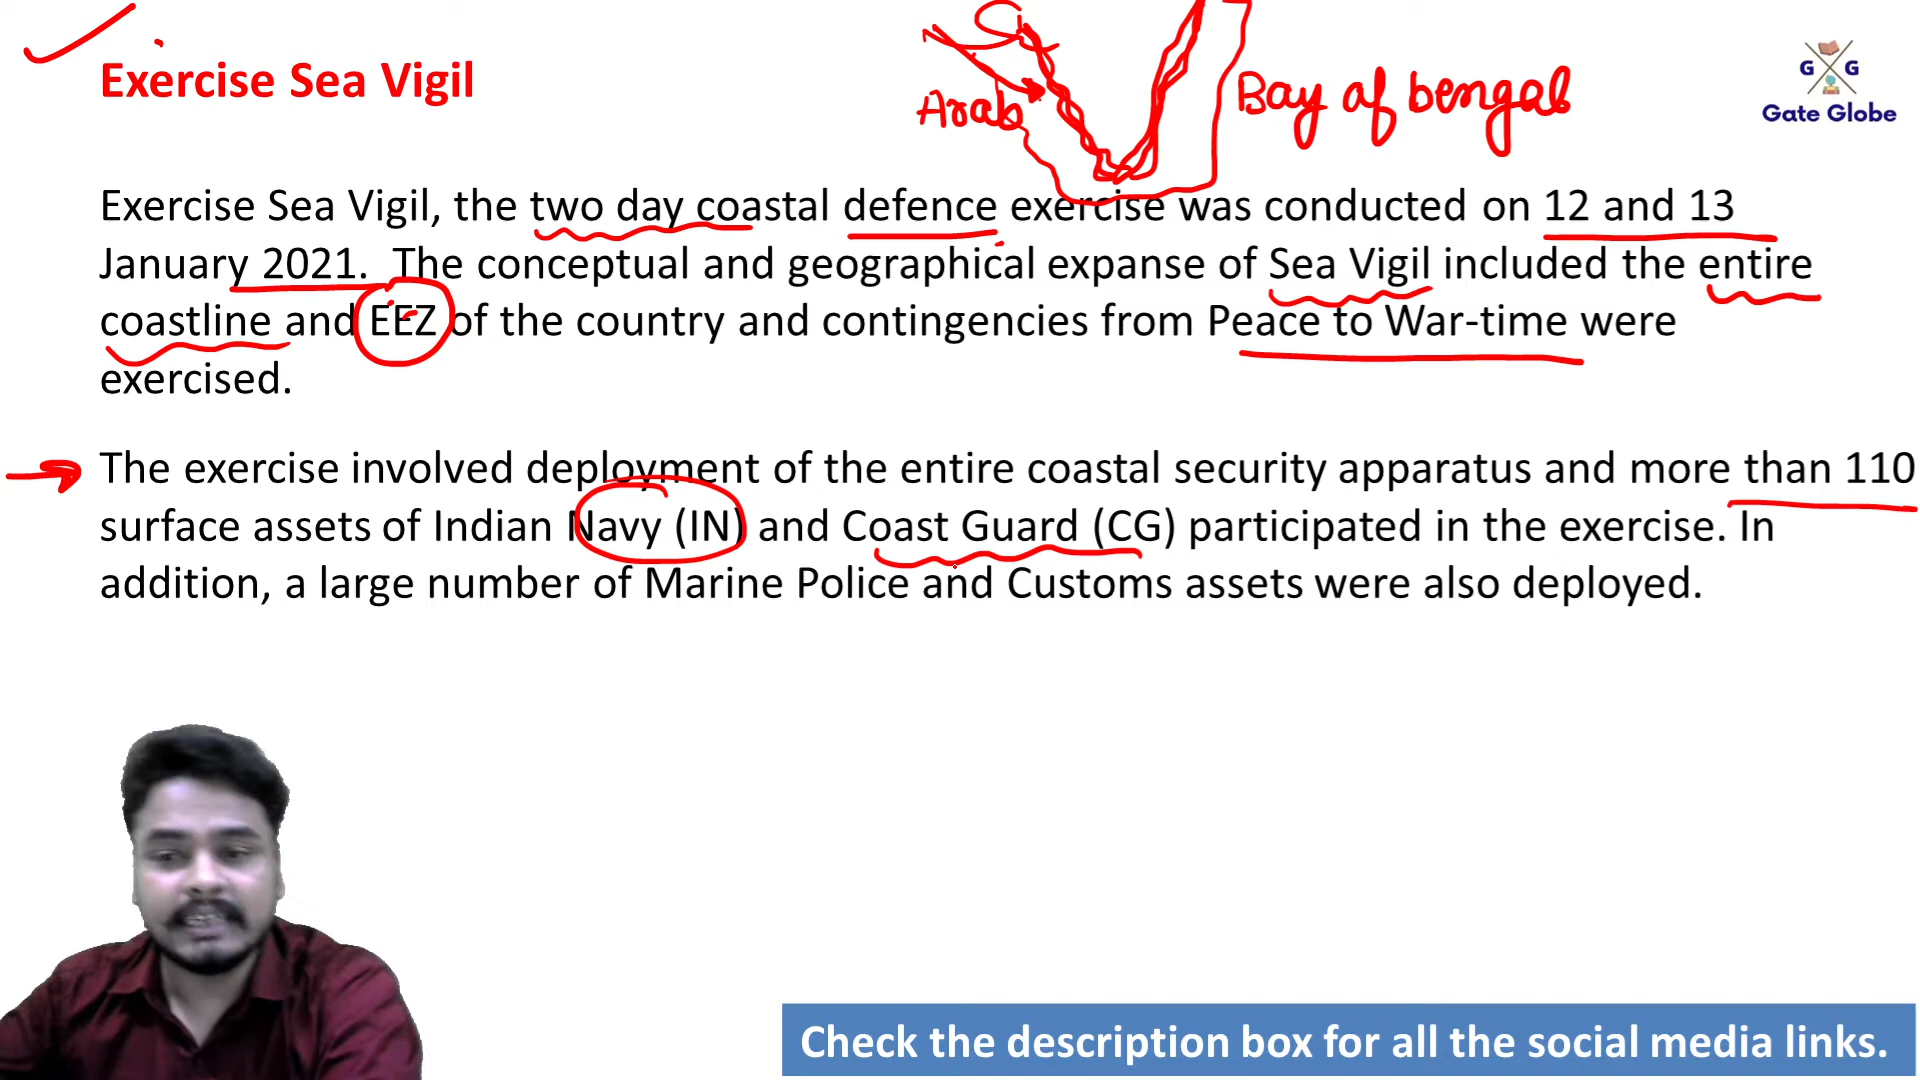 Exercise Sea Vigil
Arab
Bay of bengal
G G
Gate Globe
Exercise Sea Vigil, the two day coastal defence exercise was conducted on 12 and 13
January 2021. The conceptual and geographical expanse of Sea Vigil included the entire
coastline and EEZ of the country and contingencies from Peace to War-time were
exercised.
The exercise involved deployment of the entire coastal security apparatus and more than 110
surface assets of Indian Navy (IN) and Coast Guard (CG) participated in the exercise. In
addition, a large number of Marine Police and Customs assets were also deployed.
Check the description box for all the social media links.